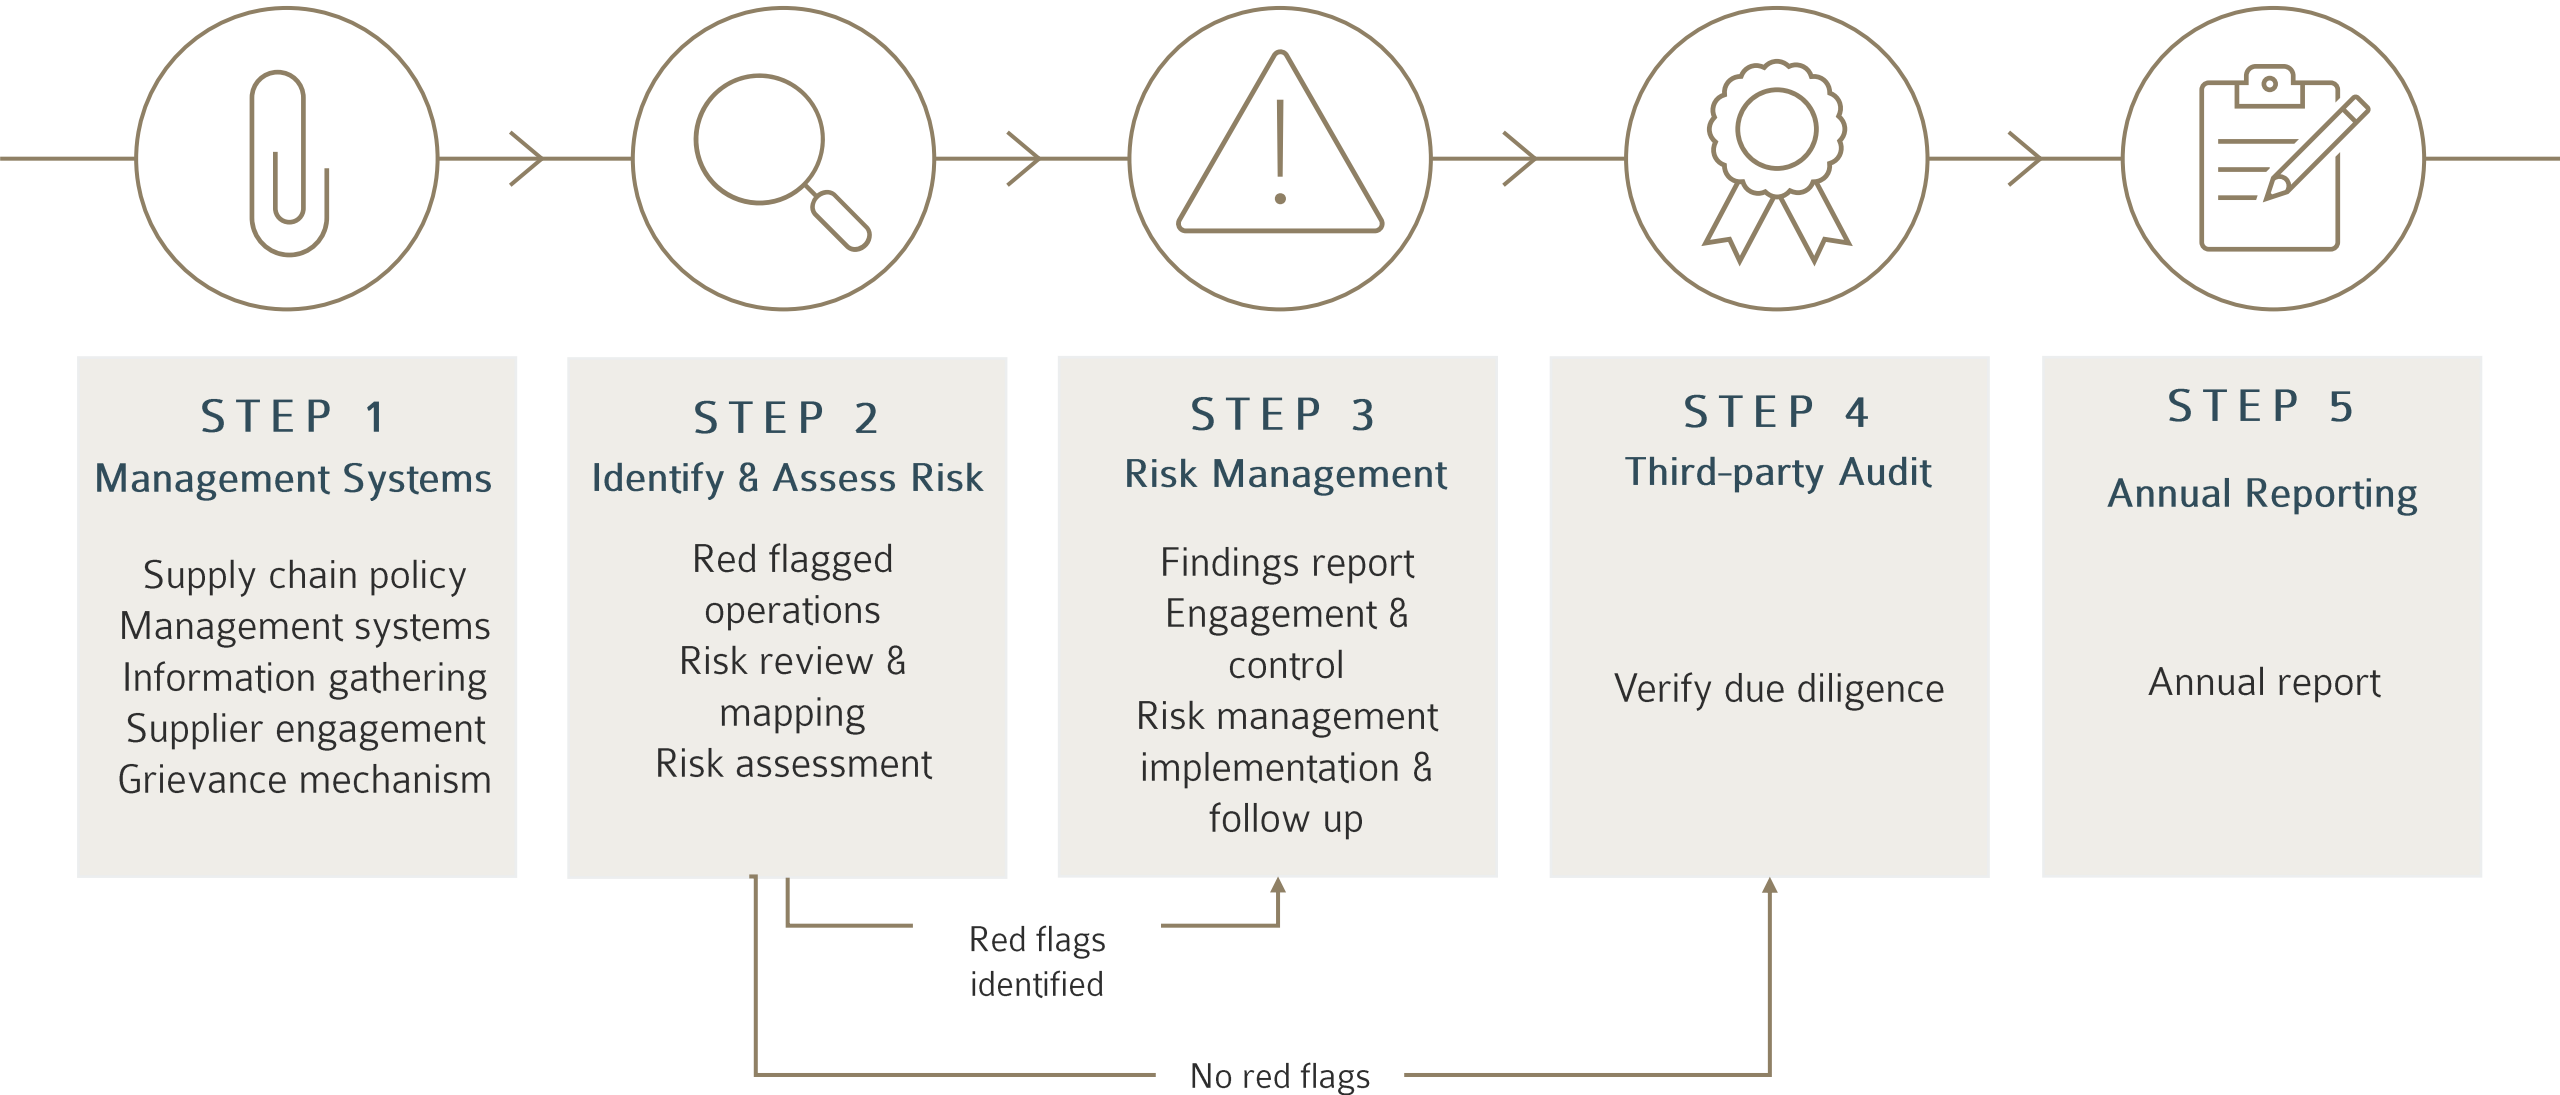 STEP 1
Management Systems
Supply chain policy
Management systems
Information gathering
Supplier engagement
Grievance mechanism
STEP 2
Identify & Assess Risk
Red flagged
operations
Risk review &
mapping
Risk assessment
STEP 3
Risk Management
Findings report
Engagement &
control
Risk management
implementation &
follow up
STEP 4
Third-party Audit
Verify due diligence
STEP 5
Annual Reporting
Annual report
Red flags
identified
No red flags